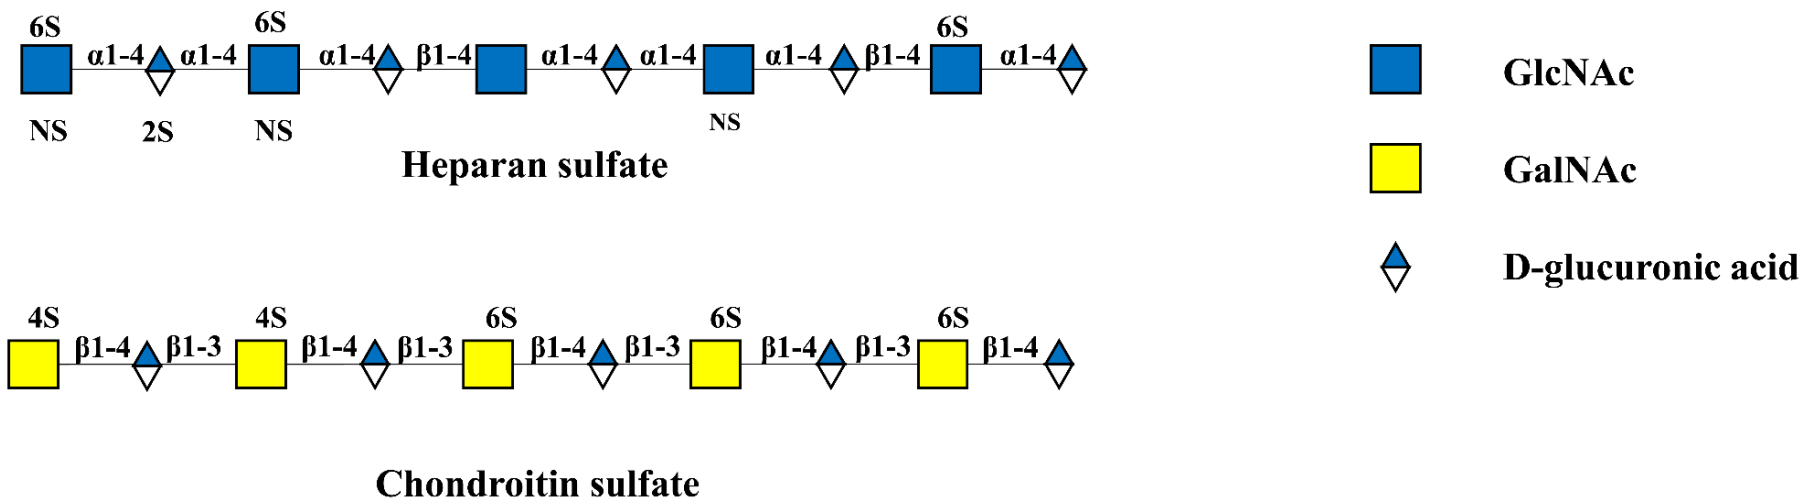 6S 6S 6S
α1-4 α1-4 α1-4 β1-4 α1-4 α1-4 α1-4 β1-4 α1-4
NS 2S NS NS
Heparan sulfate
GlcNAc
GalNAc
D-glucuronic acid
4S 4S 6S 6S 6S
β1-4 β1-3 β1-4 β1-3 β1-4 β1-3 β1-4 β1-3 β1-4
Chondroitin sulfate